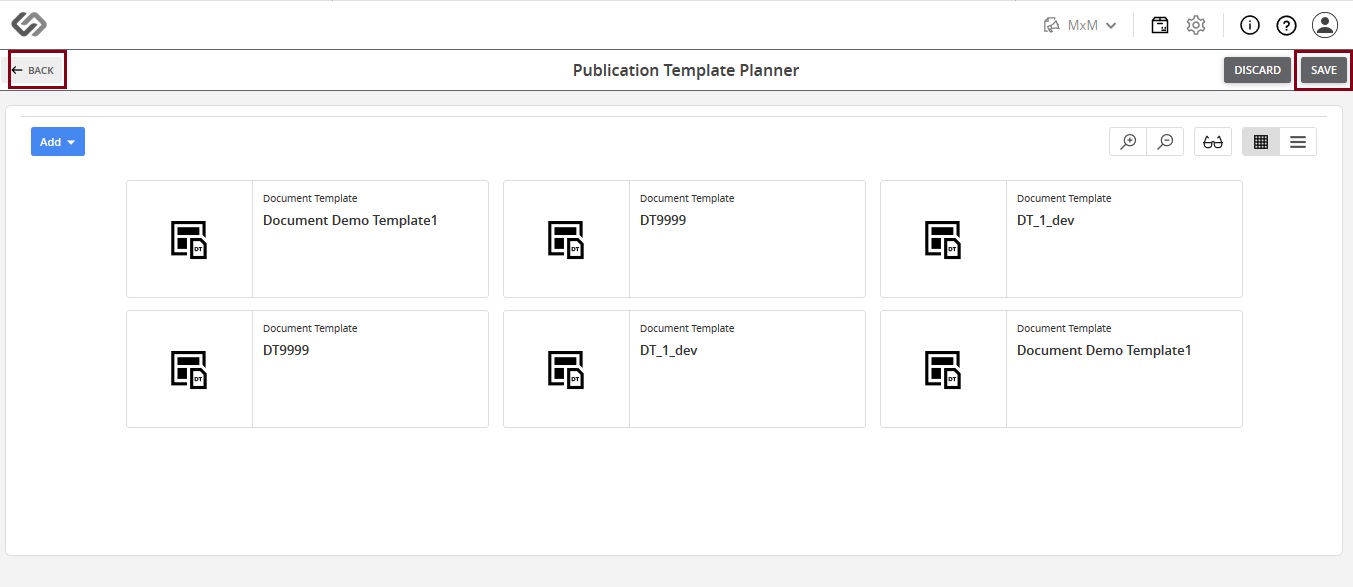 MxM
BACK
Publication Template Planner
DISCARD
SAVE
Add
Document Template
Document Demo Template1
DT
Document Template
DT9999
DT
Document Template
DT_1_dev
DT
Document Template
DT9999
DT
Document Template
DT_1_dev
DT
Document Template
Document Demo Template1
DT